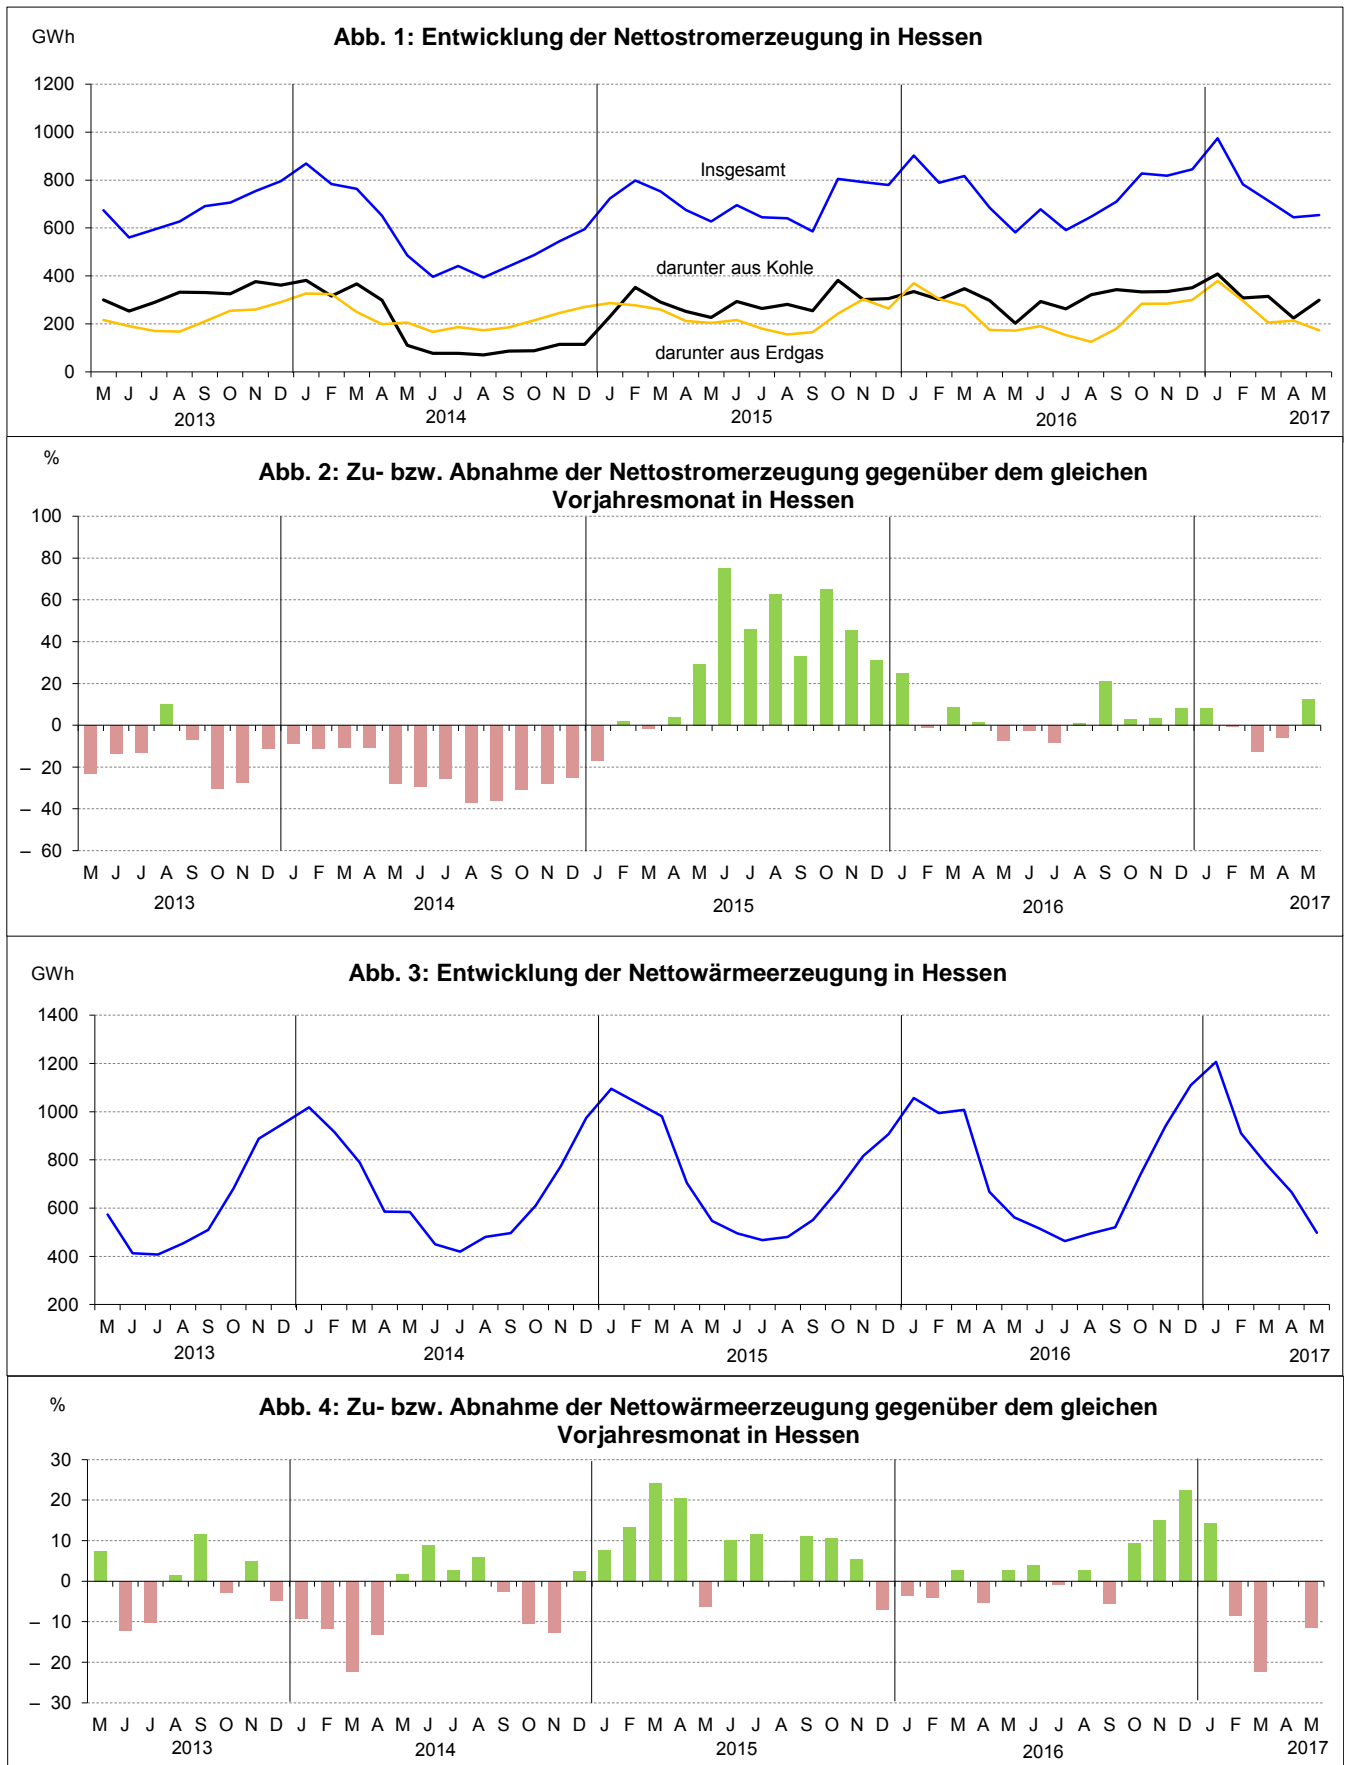 GWh
Abb. 1: Entwicklung der Nettostromerzeugung in Hessen
1200
1000
800
600
400
200
0
Insgesamt
darunter aus Kohle
darunter aus Erdgas
M J J A S O N D J F M A M J J A S O N D J F M A M J J A S O N D J F M A M J J A S O N D J F M A M
2013 2014 2015 2016 2017
%
Abb. 2: Zu- bzw. Abnahme der Nettostromerzeugung gegenüber dem gleichen
Vorjahresmonat in Hessen
100
80
60
40
20
0
– 20
– 40
– 60
M J J A S O N D J F M A M J J A S O N D J F M A M J J A S O N D J F M A M J J A S O N D J F M A M
2013 2014 2015 2016 2017
GWh
Abb. 3: Entwicklung der Nettowärmeerzeugung in Hessen
1400
1200
1000
800
600
400
200
M J J A S O N D J F M A M J J A S O N D J F M A M J J A S O N D J F M A M J J A S O N D J F M A M
2013 2014 2015 2016 2017
%
Abb. 4: Zu- bzw. Abnahme der Nettowärmeerzeugung gegenüber dem gleichen
Vorjahresmonat in Hessen
30
20
10
0
– 10
– 20
– 30
M J J A S O N D J F M A M J J A S O N D J F M A M J J A S O N D J F M A M J J A S O N D J F M A M
2013 2014 2015 2016 2017